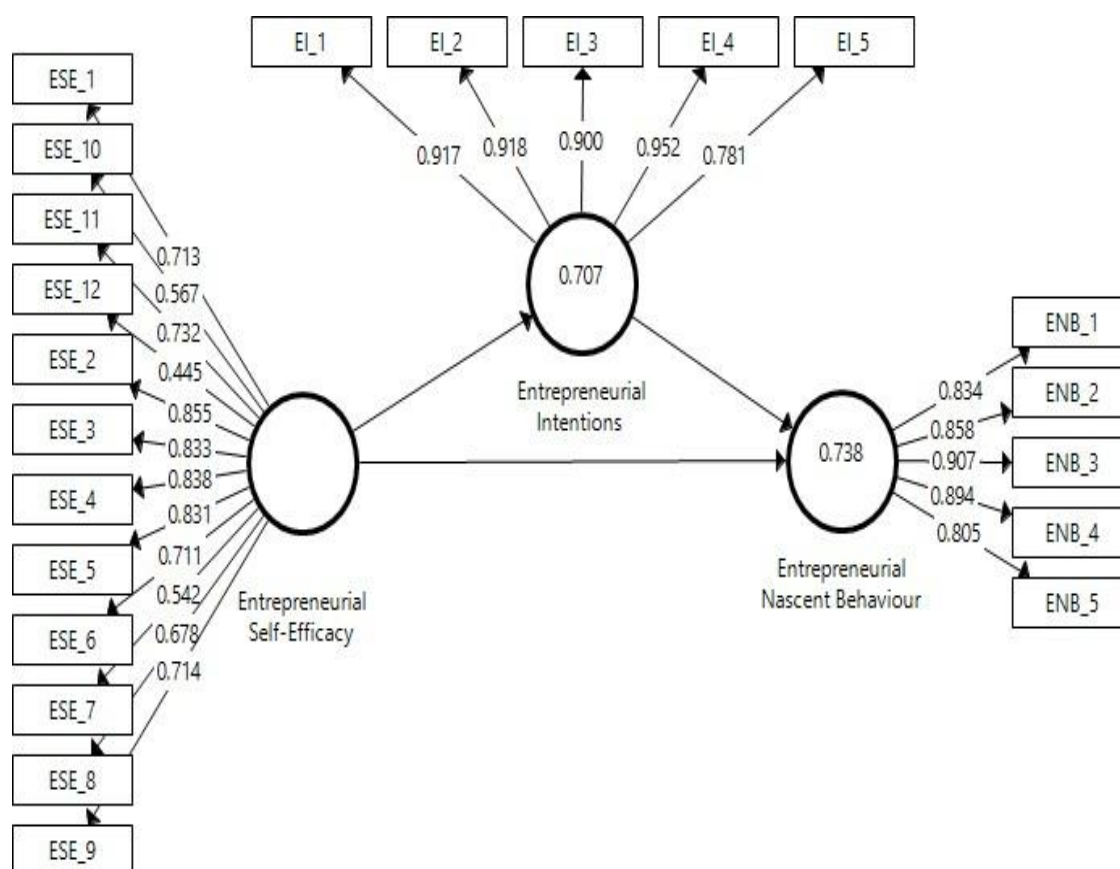 EI_1
EI_2
EI_3
EI_4
EI_5
ESE_1
ESE_10
ESE_11
ESE_12
ESE_2
ESE_3
ESE_4
ESE_5
ESE_6
ESE_7
ESE_8
ESE_9
0.917
0.918
0.900
0.952
0.781
0.713
0.567
0.732
0.445
0.855
0.833
0.838
0.831
0.711
0.542
0.678
0.714
0.707
Entrepreneurial
Intentions
Entrepreneurial
Self-Efficacy
0.738
Entrepreneurial
Nascent Behaviour
0.834
0.858
0.907
0.894
0.805
ENB_1
ENB_2
ENB_3
ENB_4
ENB_5